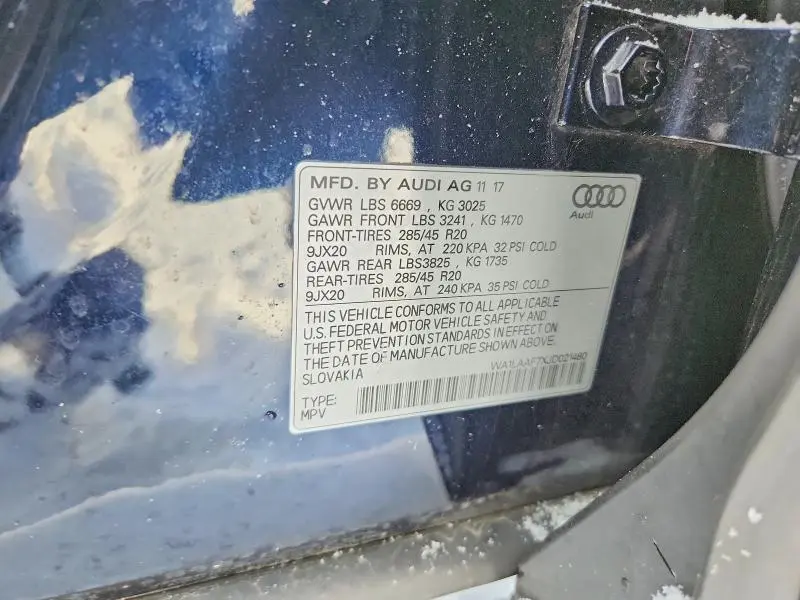 MFD. BY AUDI AG 11 17
Audi
GVWR LBS 6669 , KG 3025
GAWR FRONT LBS 3241 , KG 1470
FRONT-TIRES 285/45 R20
9JX20 RIMS, AT 220 KPA 32 PSI COLD
GAWR REAR LBS3825 , KG 1735
REAR-TIRES 285/45 R20
9JX20 RIMS, AT 240 KPA 35 PSI COLD
THIS VEHICLE CONFORMS TO ALL APPLICABLE
U.S. FEDERAL MOTOR VEHICLE SAFETY AND
THEFT PREVENTION STANDARDS IN EFFECT ON
THE DATE OF MANUFACTURE SHOWN ABOVE.
SLOVAKIA
WA1LAAF7XJD021480
TYPE:
MPV